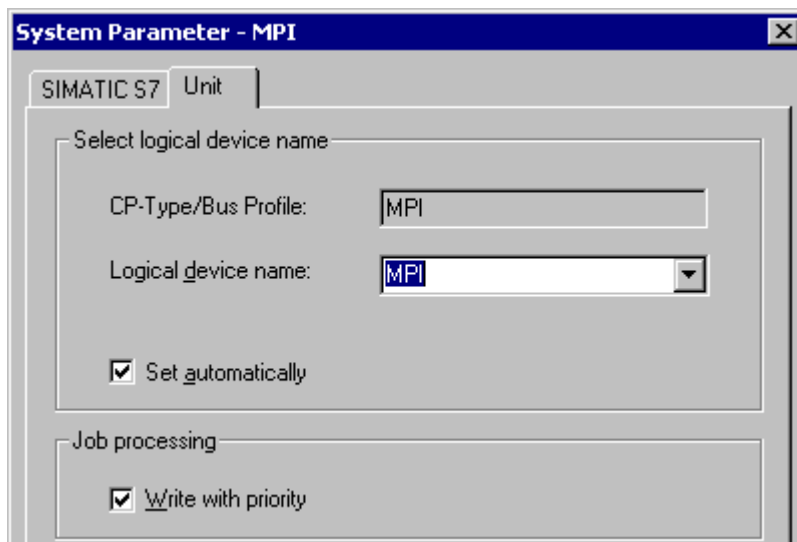 System Parameter - MPI
SIMATIC S7 Unit
Select logical device name
CP-Type/Bus Profile: MPI
Logical device name: MPI
Set automatically
Job processing
Write with priority